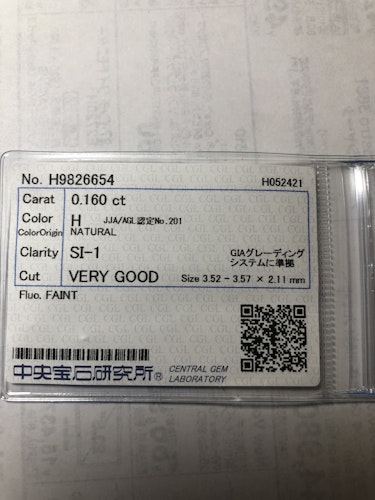 No. H9826654 H052421
Carat 0.160 ct
Color H JJA/AGL認定No.201
ColorOrigin NATURAL
Clarity SI-1 GIAグレーディング
システムに準拠
Cut VERY GOOD Size 3.52 - 3.57 × 2.11 mm
Fluo. FAINT
中央宝石研究所® CENTRAL GEM
LABORATORY